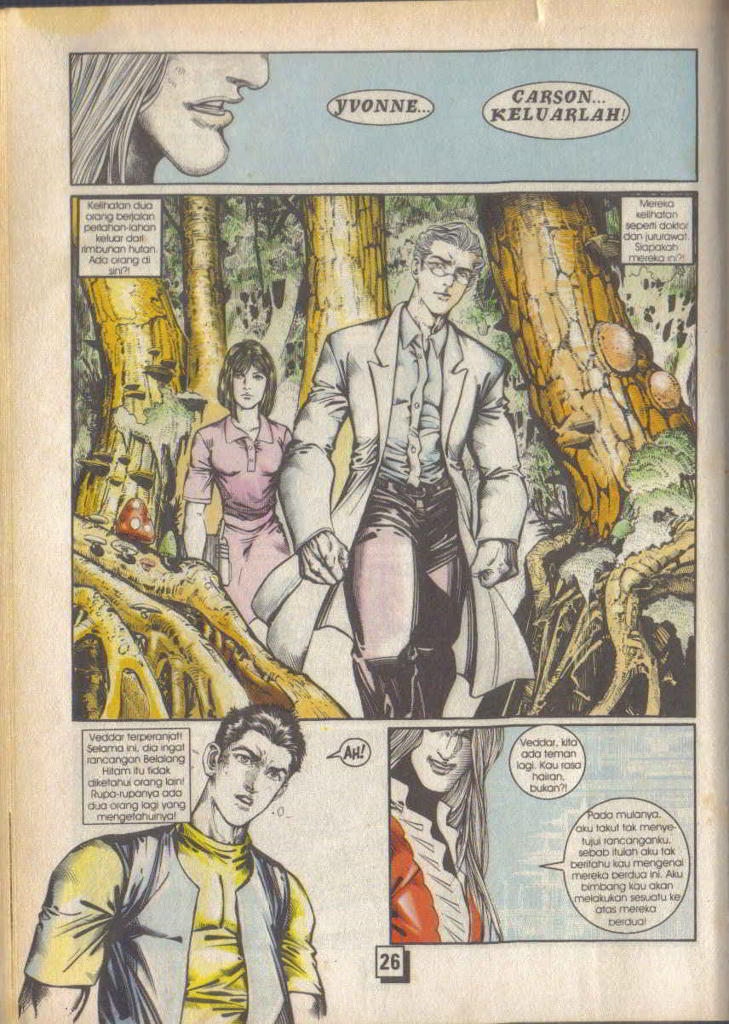 YVONNE...
CARSON...
KELUARLAH!
Kelihatan dua
orang berjalan
perlahan-lahan
keluar dari
rimbunan hutan.
Ada orang di
sini?!
Mereka
kelihatan
seperti doktor
dan jururawat.
Siapakah
mereka ini?!
Veddar terperanjat!
Selama ini, dia ingat
rancangan Belalang
Hitam itu tidak
diketahui orang lain!
Rupa-rupanya ada
dua orang lagi yang
mengetahuinya!
AH!
Veddar, kita
ada teman
lagi. Kau rasa
hairan,
bukan?!
Pada mulanya,
aku takut tak menye-
tujui rancanganku,
sebab itulah aku tak
beritahu kau mengenai
mereka berdua ini. Aku
bimbang kau akan
melakukan sesuatu ke
atas mereka
berdua!
26